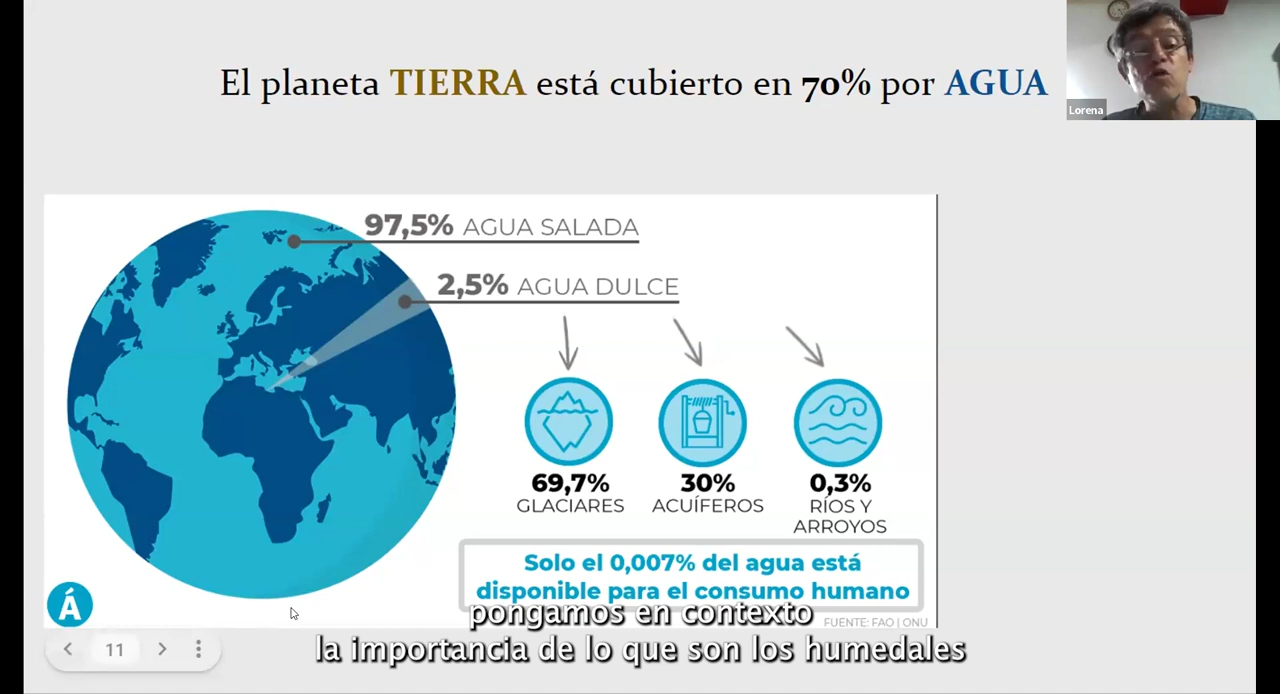 El planeta TIERRA está cubierto en 70% por AGUA
Lorena
97,5% AGUA SALADA
2,5% AGUA DULCE
69,7%
GLACIARES
30%
ACUÍFEROS
0,3%
RÍOS Y
ARROYOS
Solo el 0,007% del agua está
disponible para el consumo humano
FUENTE: FAO | ONU
Á
11
pongamos en contexto
la importancia de lo que son los humedales